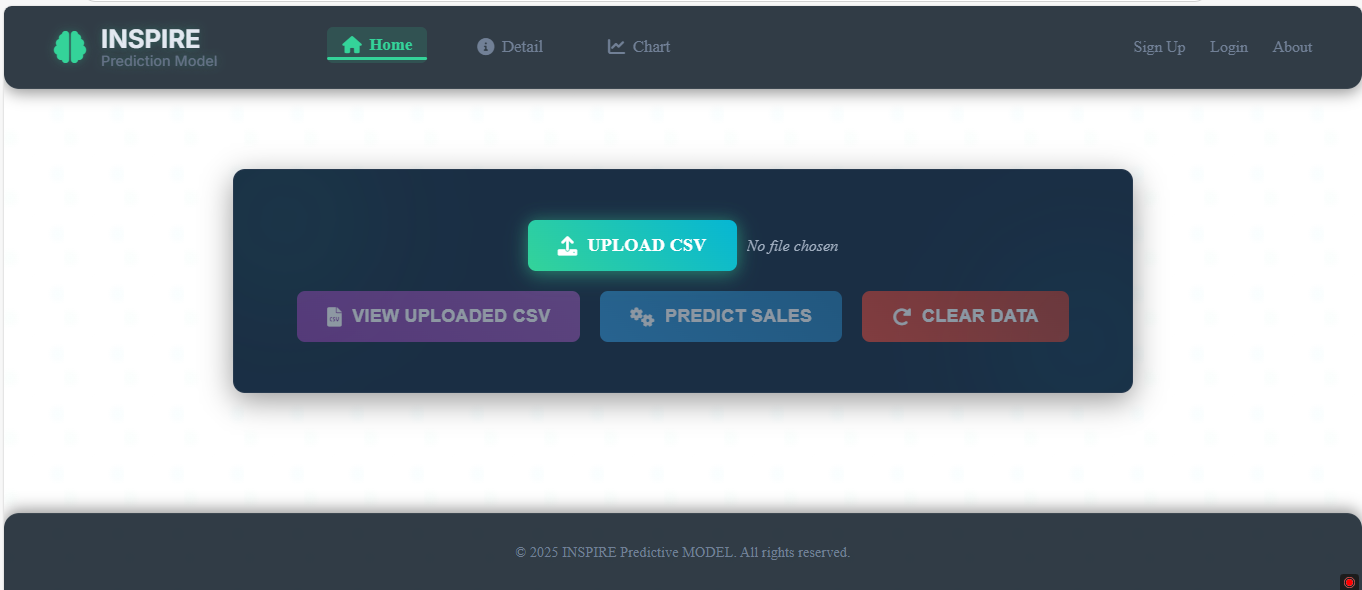 INSPIRE
Prediction Model
Home
Detail
Chart
Sign Up
Login
About
UPLOAD CSV
No file chosen
VIEW UPLOADED CSV
PREDICT SALES
CLEAR DATA
© 2025 INSPIRE Predictive MODEL. All rights reserved.